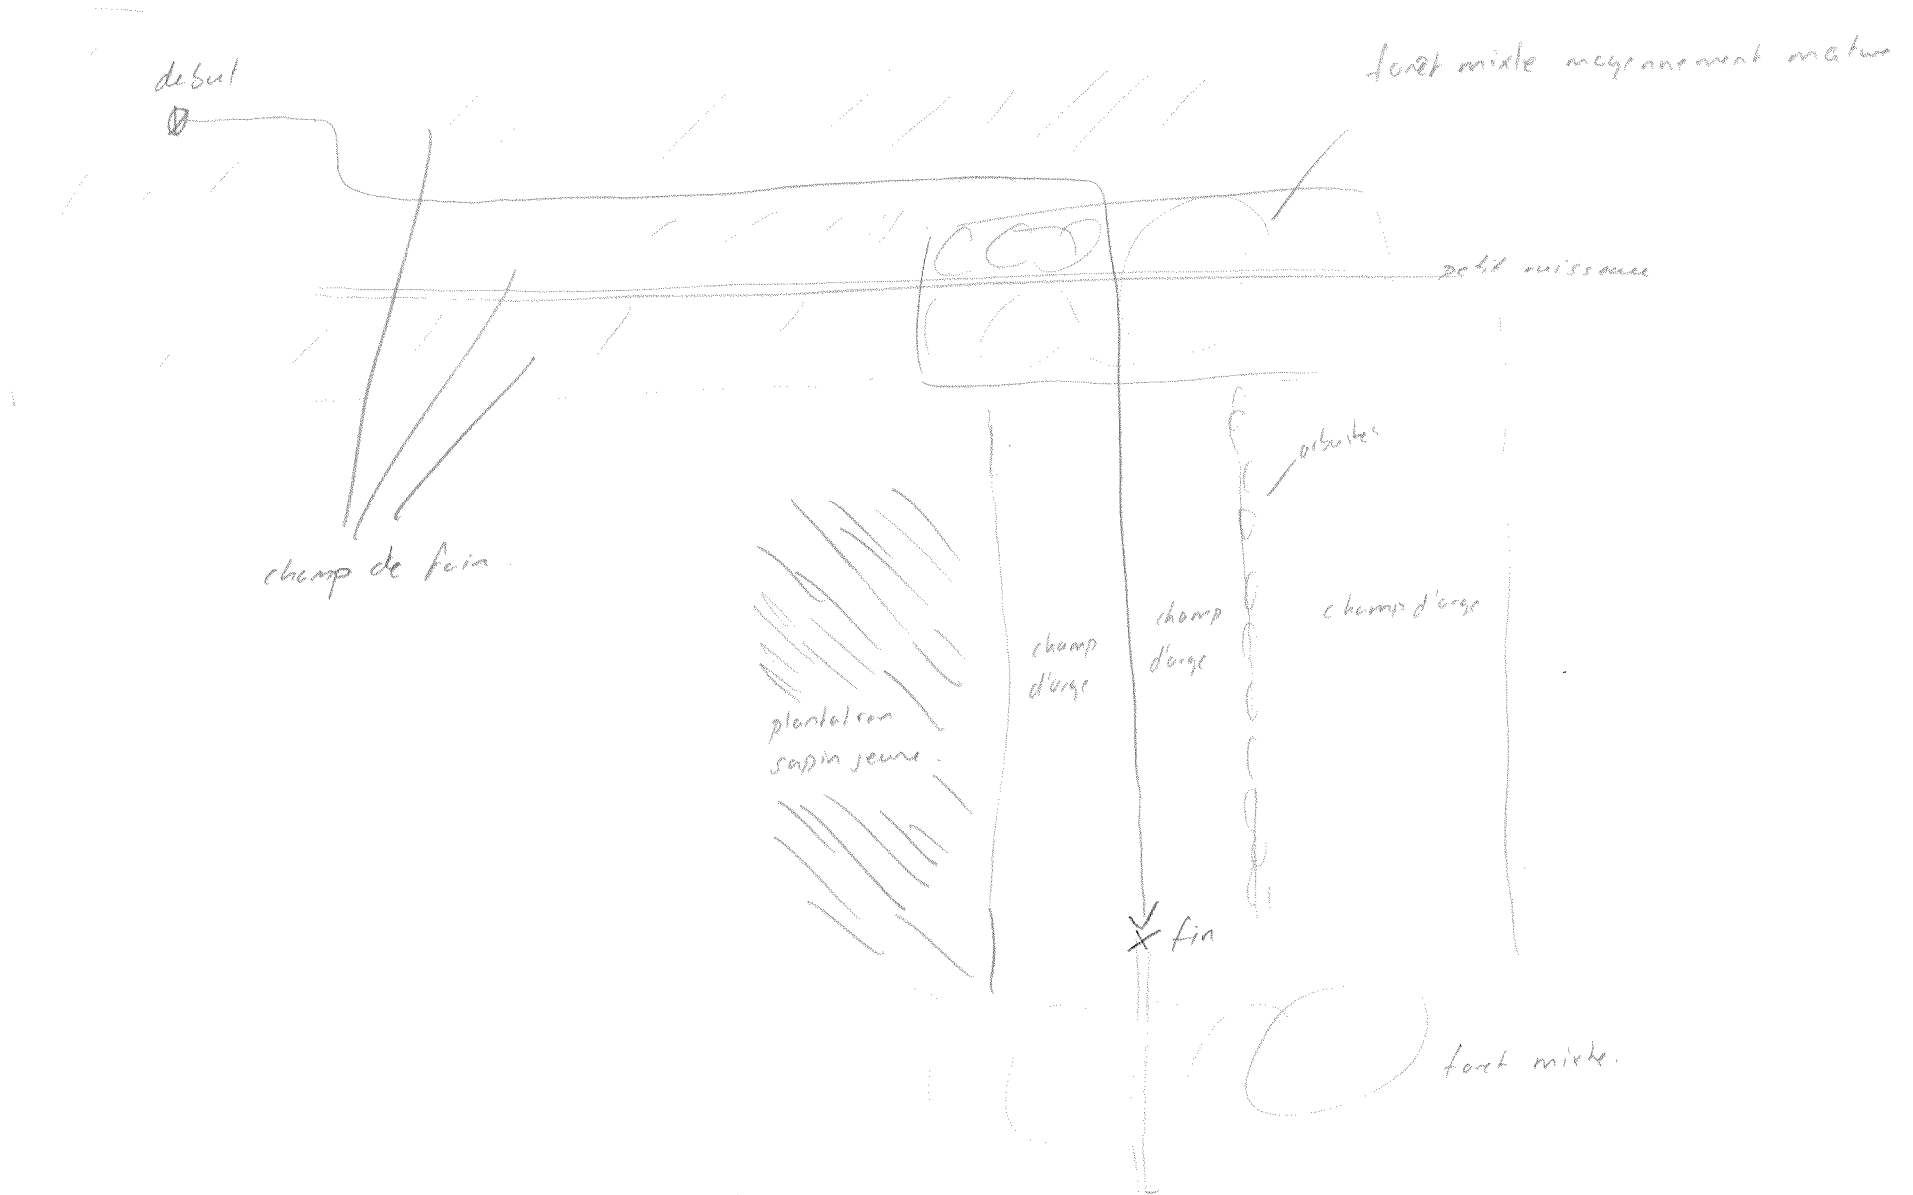 debut
forêt mixte moyennement mature
petit ruisseau
arbustes
champ de foin
champ
d'orge
champ
d'orge
champ d'orge
plantation
sapin jeune
fin
foret mixte.